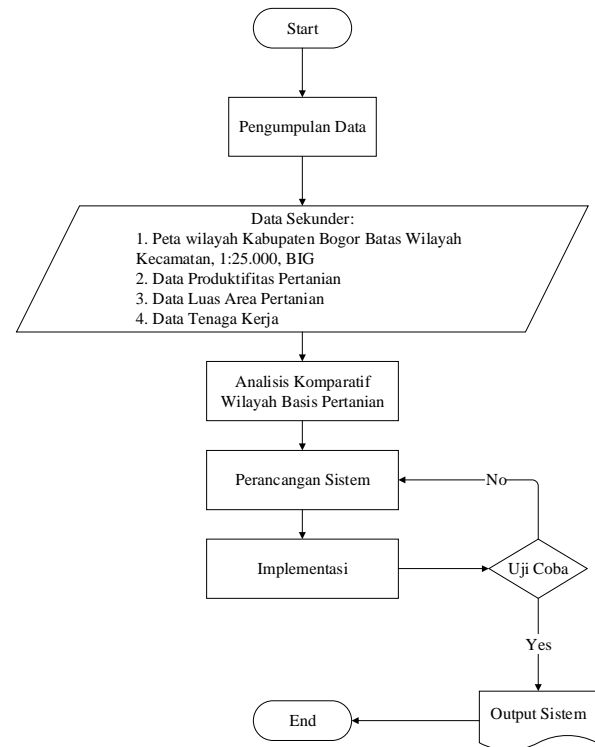 Start
Pengumpulan Data
Data Sekunder:
1. Peta wilayah Kabupaten Bogor Batas Wilayah
Kecamatan, 1:25.000, BIG
2. Data Produktifitas Pertanian
3. Data Luas Area Pertanian
4. Data Tenaga Kerja
Analisis Komparatif
Wilayah Basis Pertanian
Perancangan Sistem
No
Implementasi
Uji Coba
Yes
Output Sistem
End